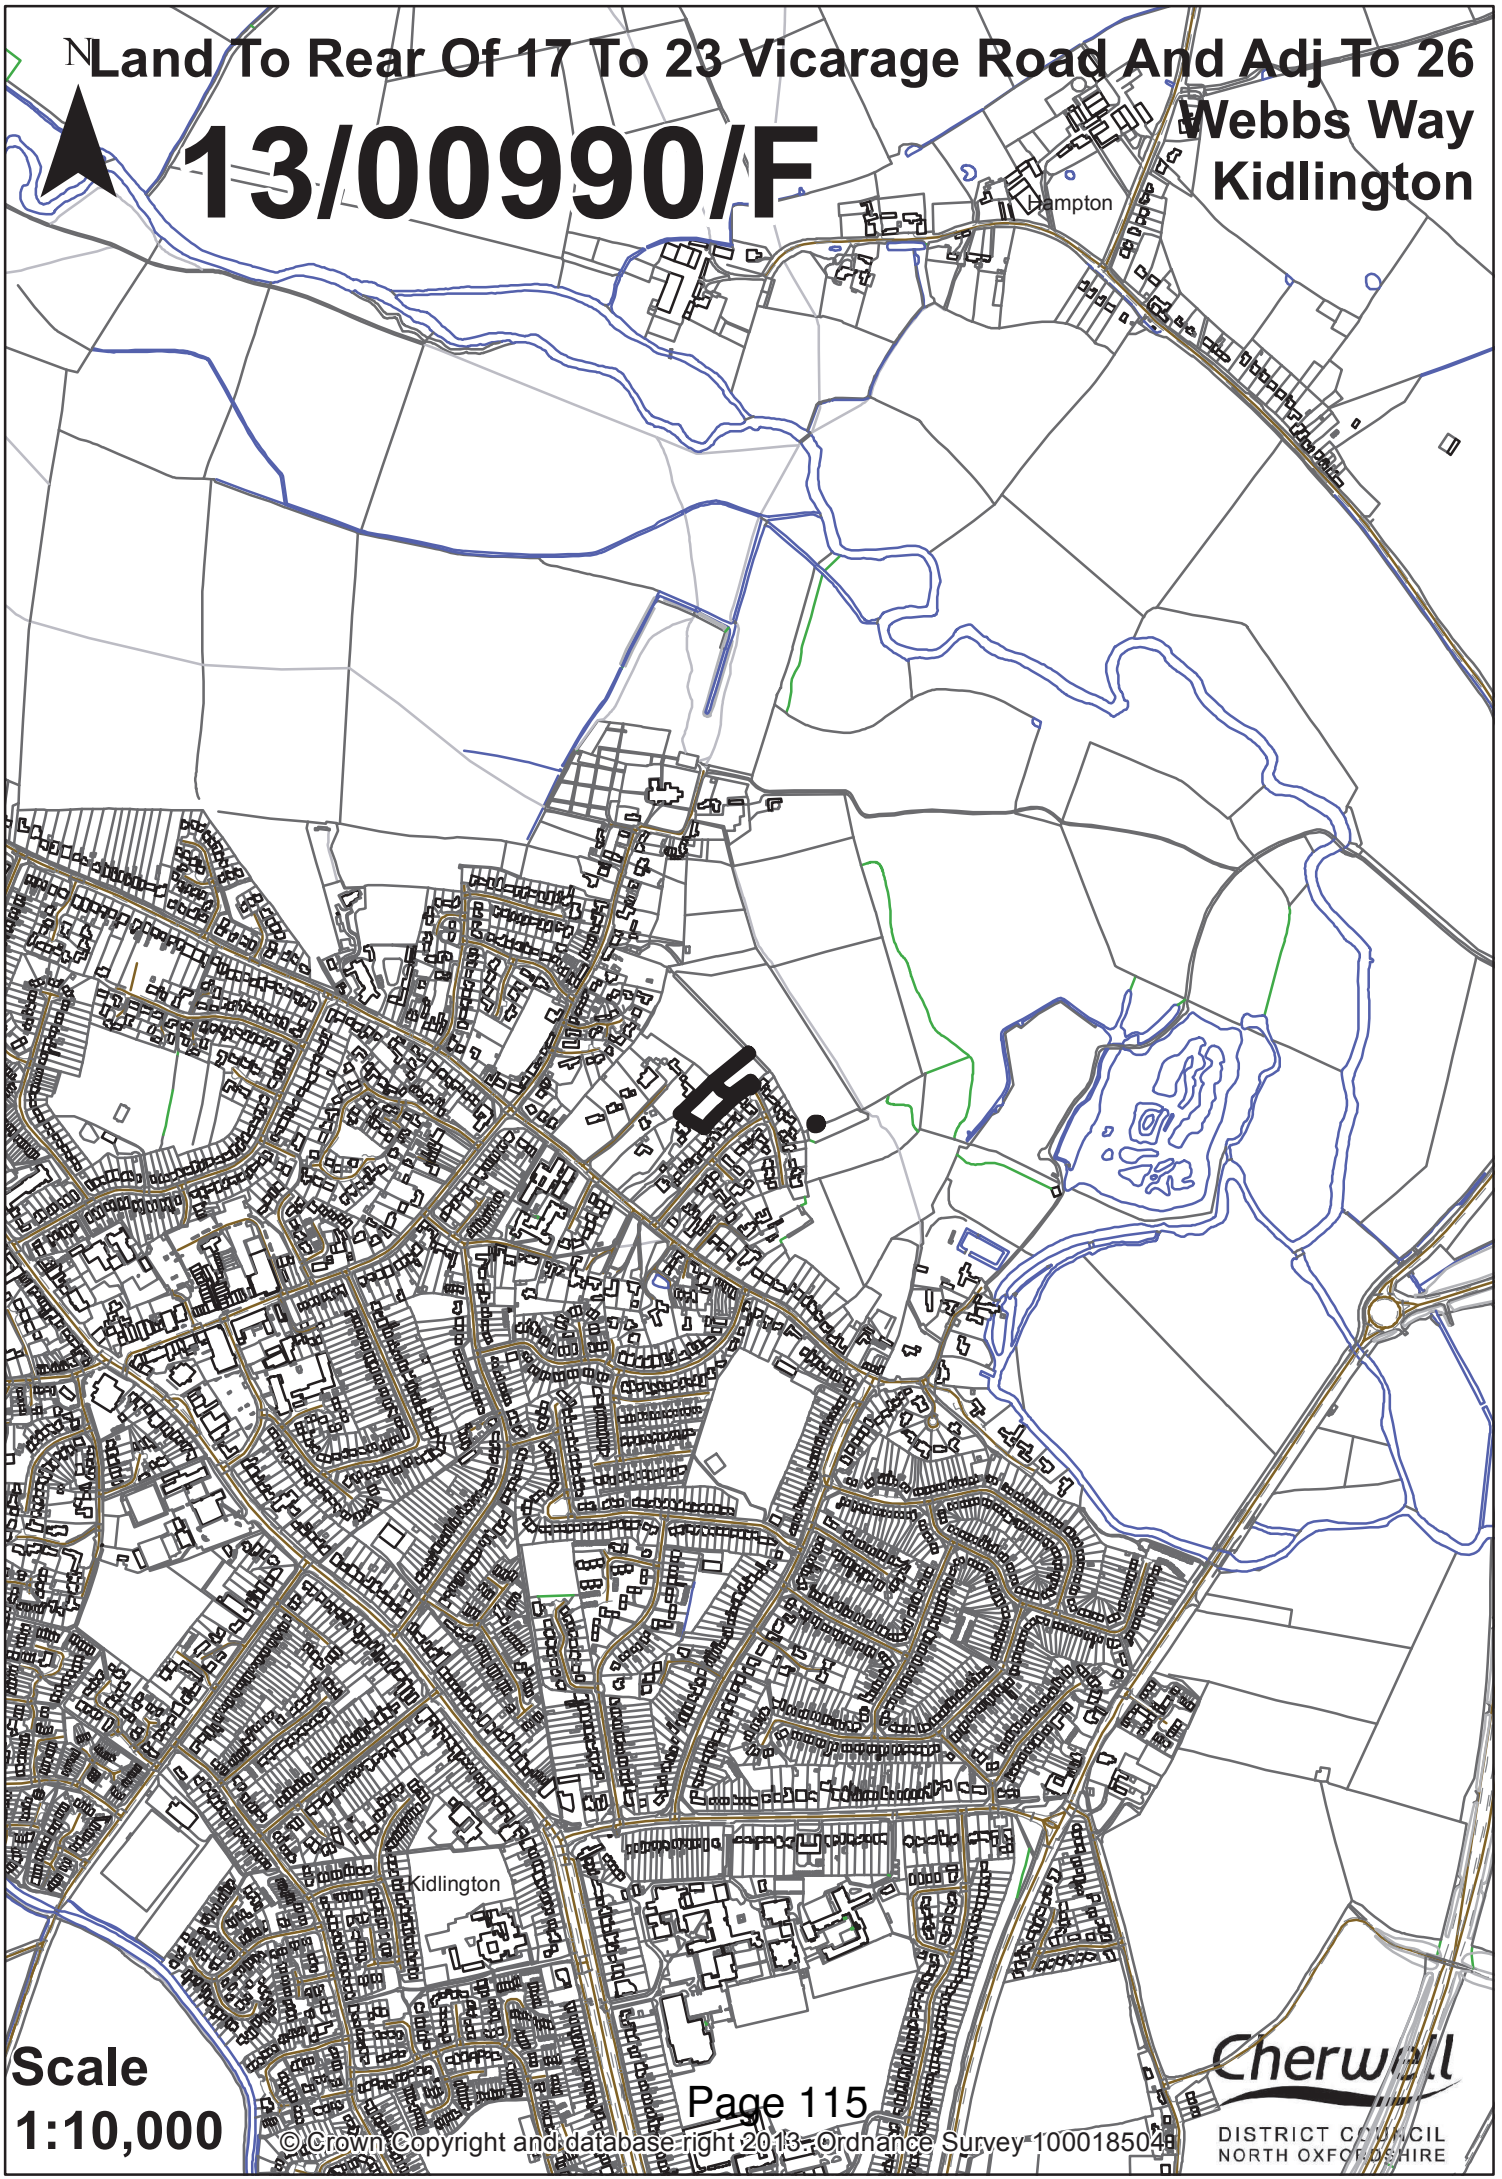 N
Land To Rear Of 17 To 23 Vicarage Road And Adj To 26
Webbs Way
Kidlington
13/00990/F
Hampton
Kidlington
Scale
1:10,000
Page 115
© Crown Copyright and database right 2013. Ordnance Survey 100018504
Cherwell
DISTRICT COUNCIL
NORTH OXFORDSHIRE